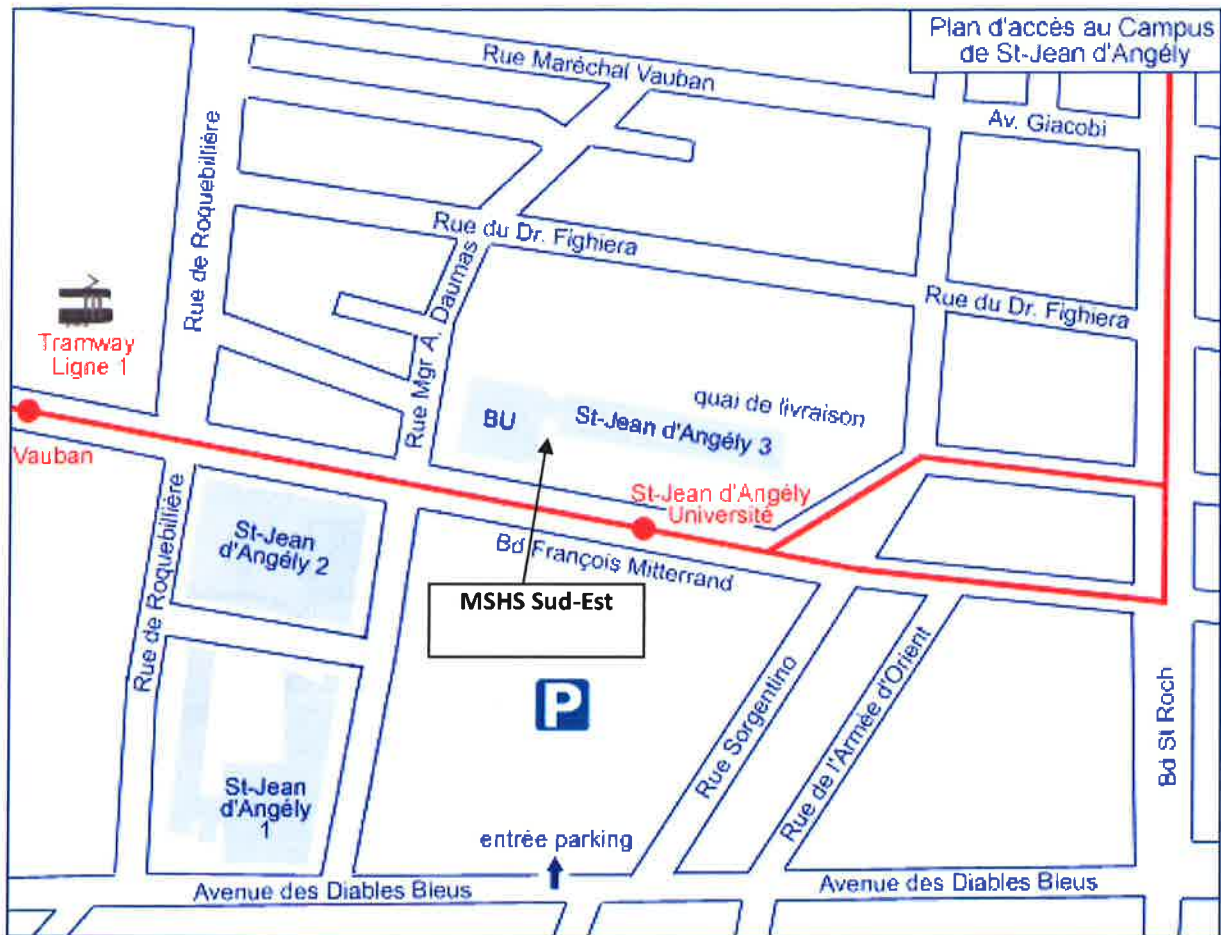 Plan d'accès au Campus
de St-Jean d'Angély
Rue Maréchal Vauban
Av. Giacobi
Rue de Roquebillière
Rue du Dr. Fighiera
Rue du Dr. Fighiera
Rue Mgr A. Daumas
Tramway
Ligne 1
quai de livraison
BU
St-Jean d'Angély 3
Vauban
St-Jean d'Angély
Université
Rue de Roquebillière
St-Jean
d'Angély 2
Bd François Mitterrand
MSHS Sud-Est
P
Rue Sorgentino
Rue de l'Armée d'Orient
Bd St Roch
St-Jean
d'Angély
1
entrée parking
Avenue des Diables Bleus
Avenue des Diables Bleus